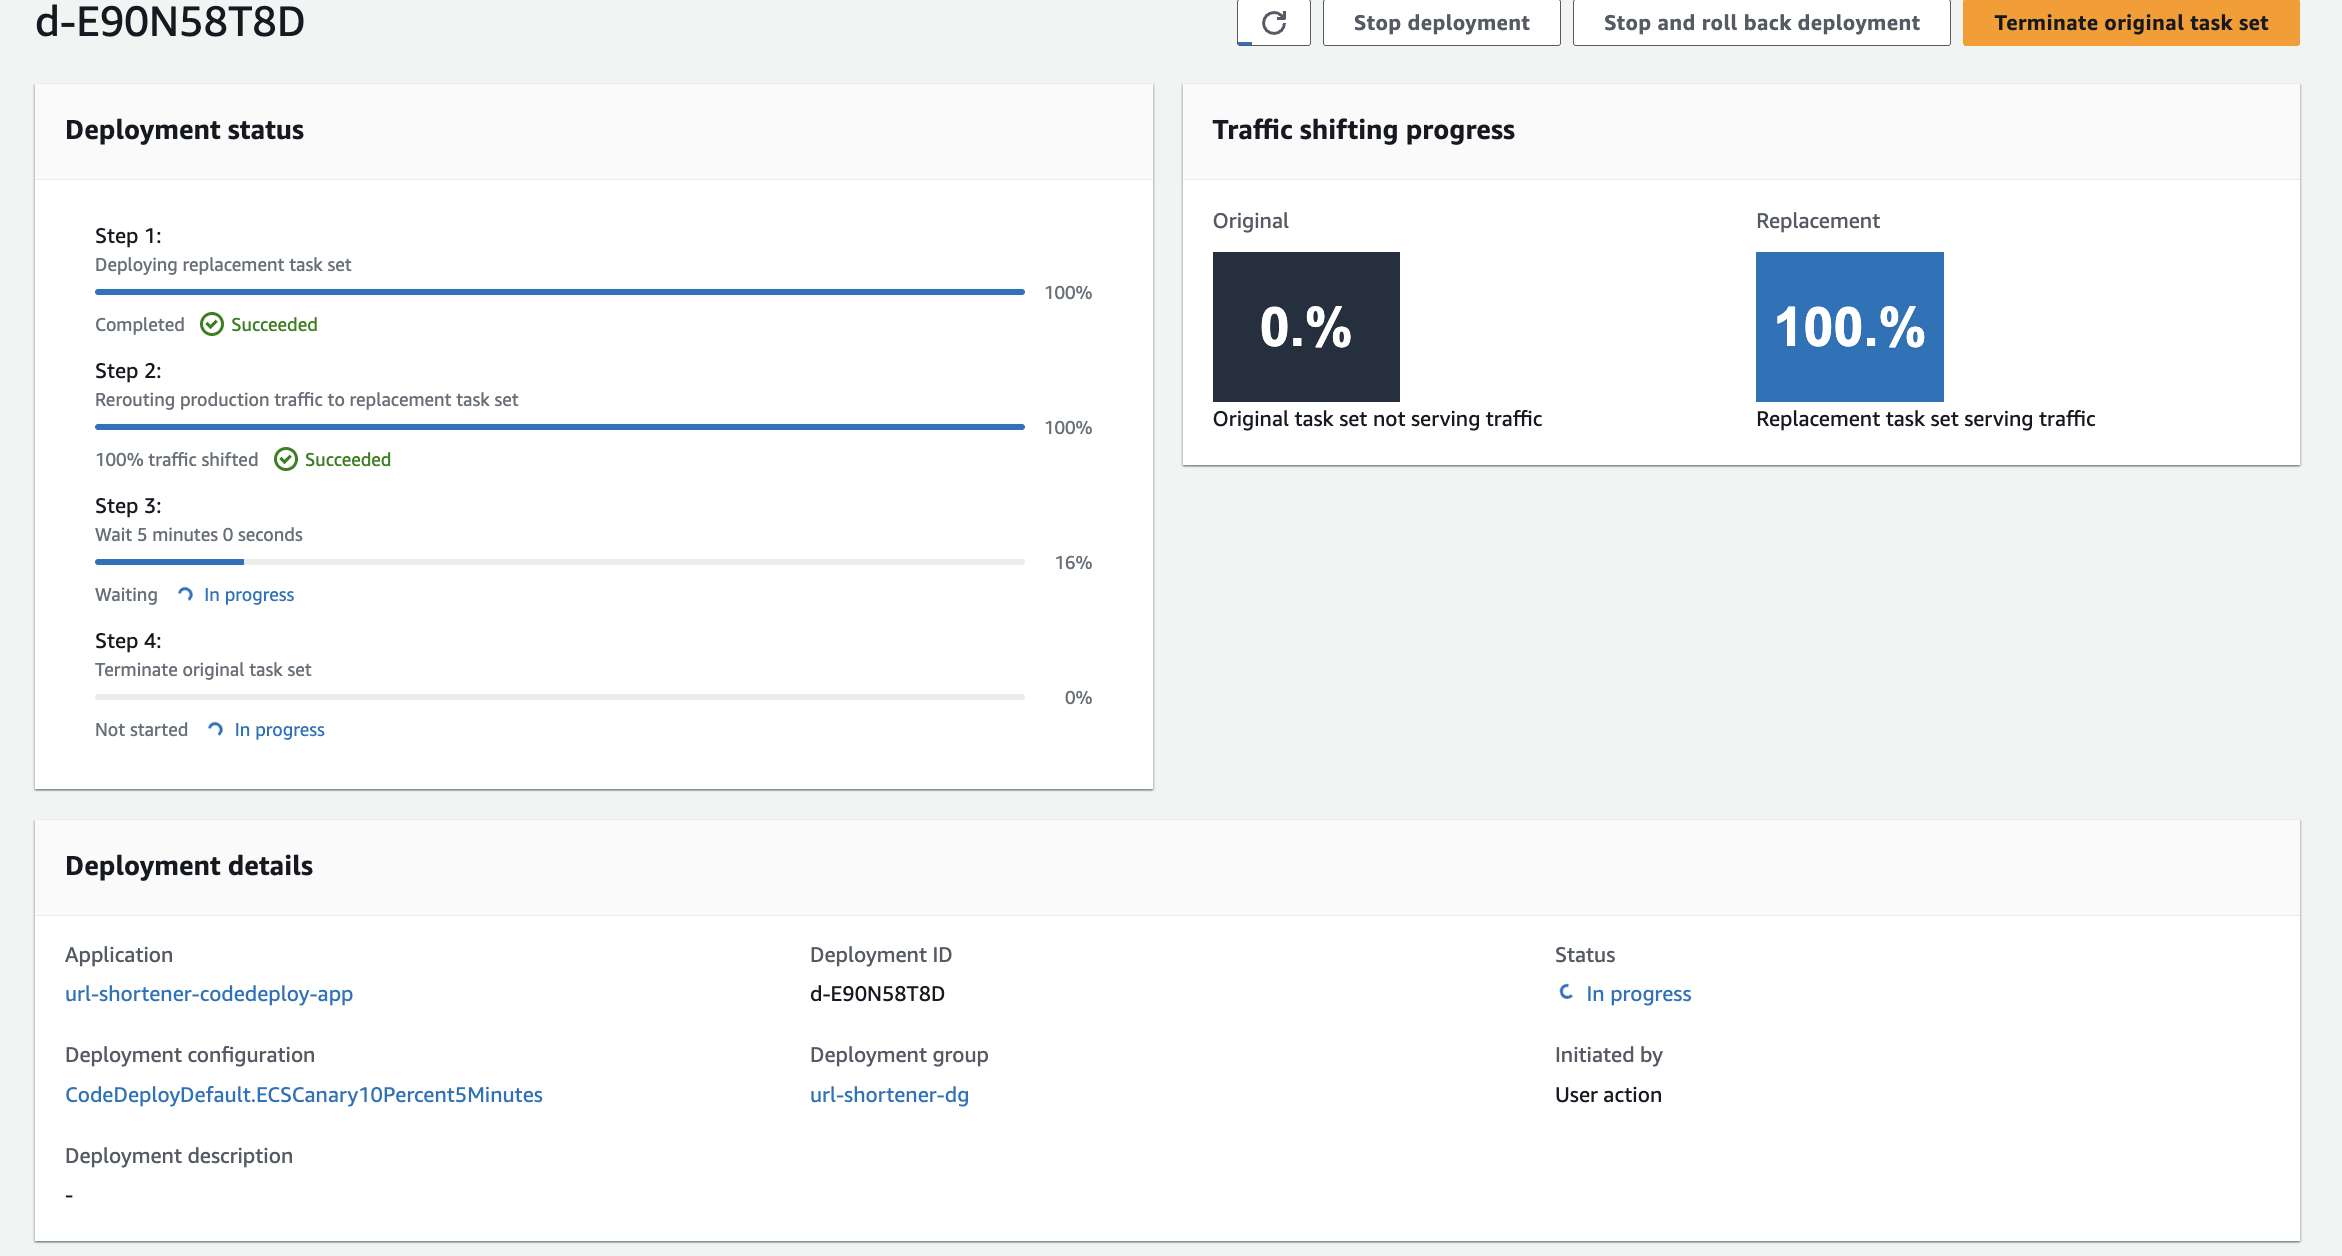 d-E90N58T8D
Stop deployment
Stop and roll back deployment
Terminate original task set
Deployment status
Step 1:
Deploying replacement task set
100%
Completed Succeeded
Step 2:
Rerouting production traffic to replacement task set
100%
100% traffic shifted Succeeded
Step 3:
Wait 5 minutes 0 seconds
16%
Waiting In progress
Step 4:
Terminate original task set
0%
Not started In progress
Traffic shifting progress
Original
0.%
Original task set not serving traffic
Replacement
100.%
Replacement task set serving traffic
Deployment details
Application
url-shortener-codedeploy-app
Deployment ID
d-E90N58T8D
Status
In progress
Deployment configuration
CodeDeployDefault.ECSCanary10Percent5Minutes
Deployment group
url-shortener-dg
Initiated by
User action
Deployment description
-